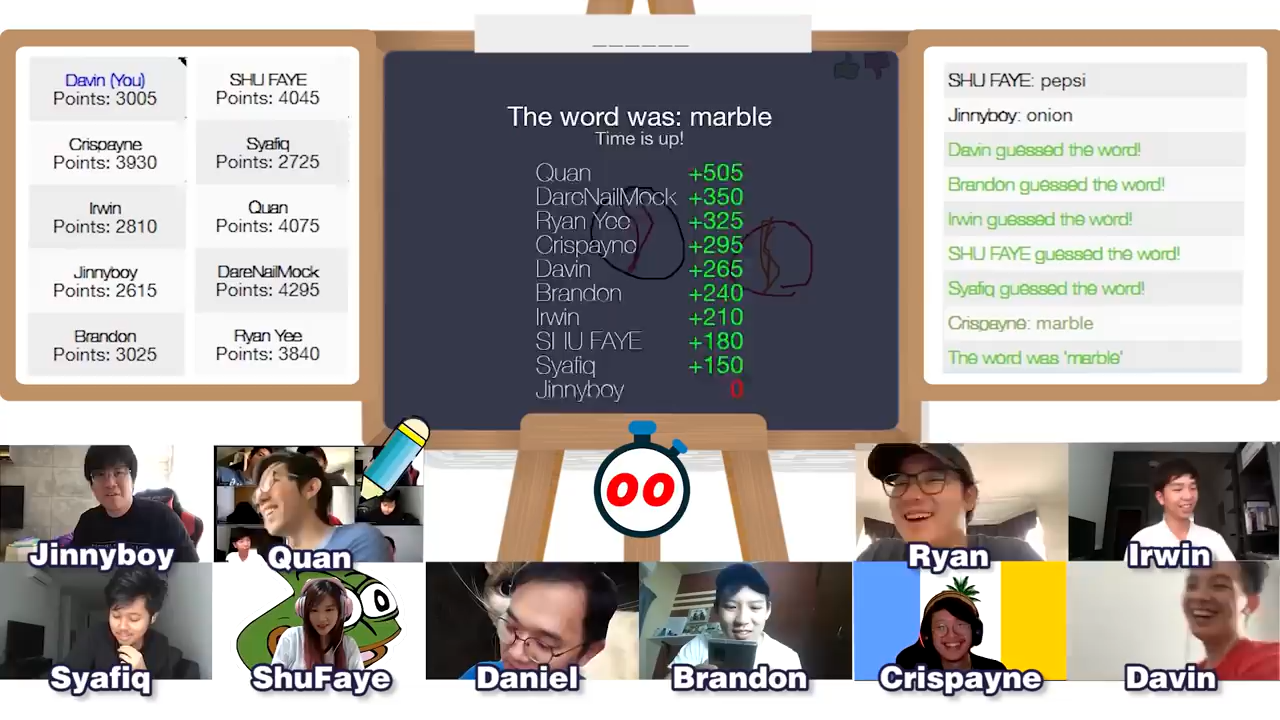 ______
Davin (You)
Points: 3005
SHU FAYE
Points: 4045
Crispayne
Points: 3930
Syafiq
Points: 2725
Irwin
Points: 2810
Quan
Points: 4075
Jinnyboy
Points: 2615
DareNailMock
Points: 4295
Brandon
Points: 3025
Ryan Yee
Points: 3840
The word was: marble
Time is up!
Quan +505
DareNailMock +350
Ryan Yee +325
Crispayne +295
Davin +265
Brandon +240
Irwin +210
SHU FAYE +180
Syafiq +150
Jinnyboy 0
SHU FAYE: pepsi
Jinnyboy: onion
Davin guessed the word!
Brandon guessed the word!
Irwin guessed the word!
SHU FAYE guessed the word!
Syafiq guessed the word!
Crispayne: marble
The word was 'marble'
00
Jinnyboy
Quan
Ryan
Irwin
Syafiq
ShuFaye
Daniel
Brandon
Crispayne
Davin